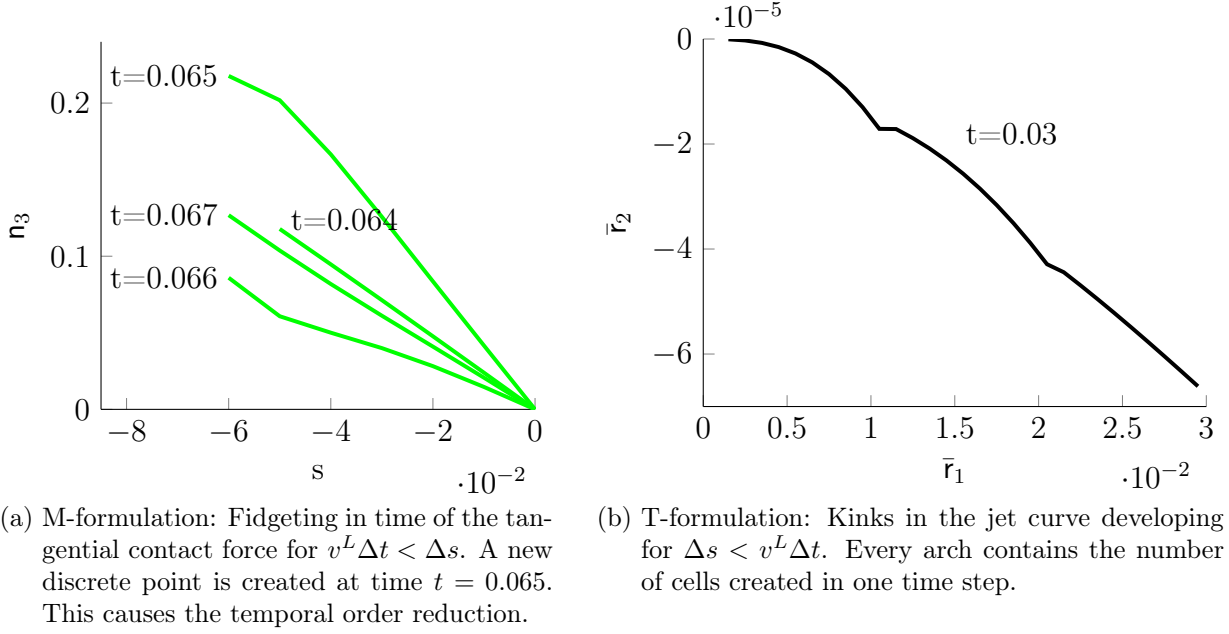 t=0.065
t=0.067
t=0.064
t=0.066
0.2
0.1
0
n₃
−8 −6 −4 −2 0
s
·10⁻²
·10⁻⁵
0
−2
−4
−6
t=0.03
r̄₂
0 0.5 1 1.5 2 2.5 3
r̄₁
·10⁻²
(a) M-formulation: Fidgeting in time of the tan-
gential contact force for v^L Δt < Δs. A new
discrete point is created at time t = 0.065.
This causes the temporal order reduction.
(b) T-formulation: Kinks in the jet curve developing
for Δs < v^L Δt. Every arch contains the number
of cells created in one time step.